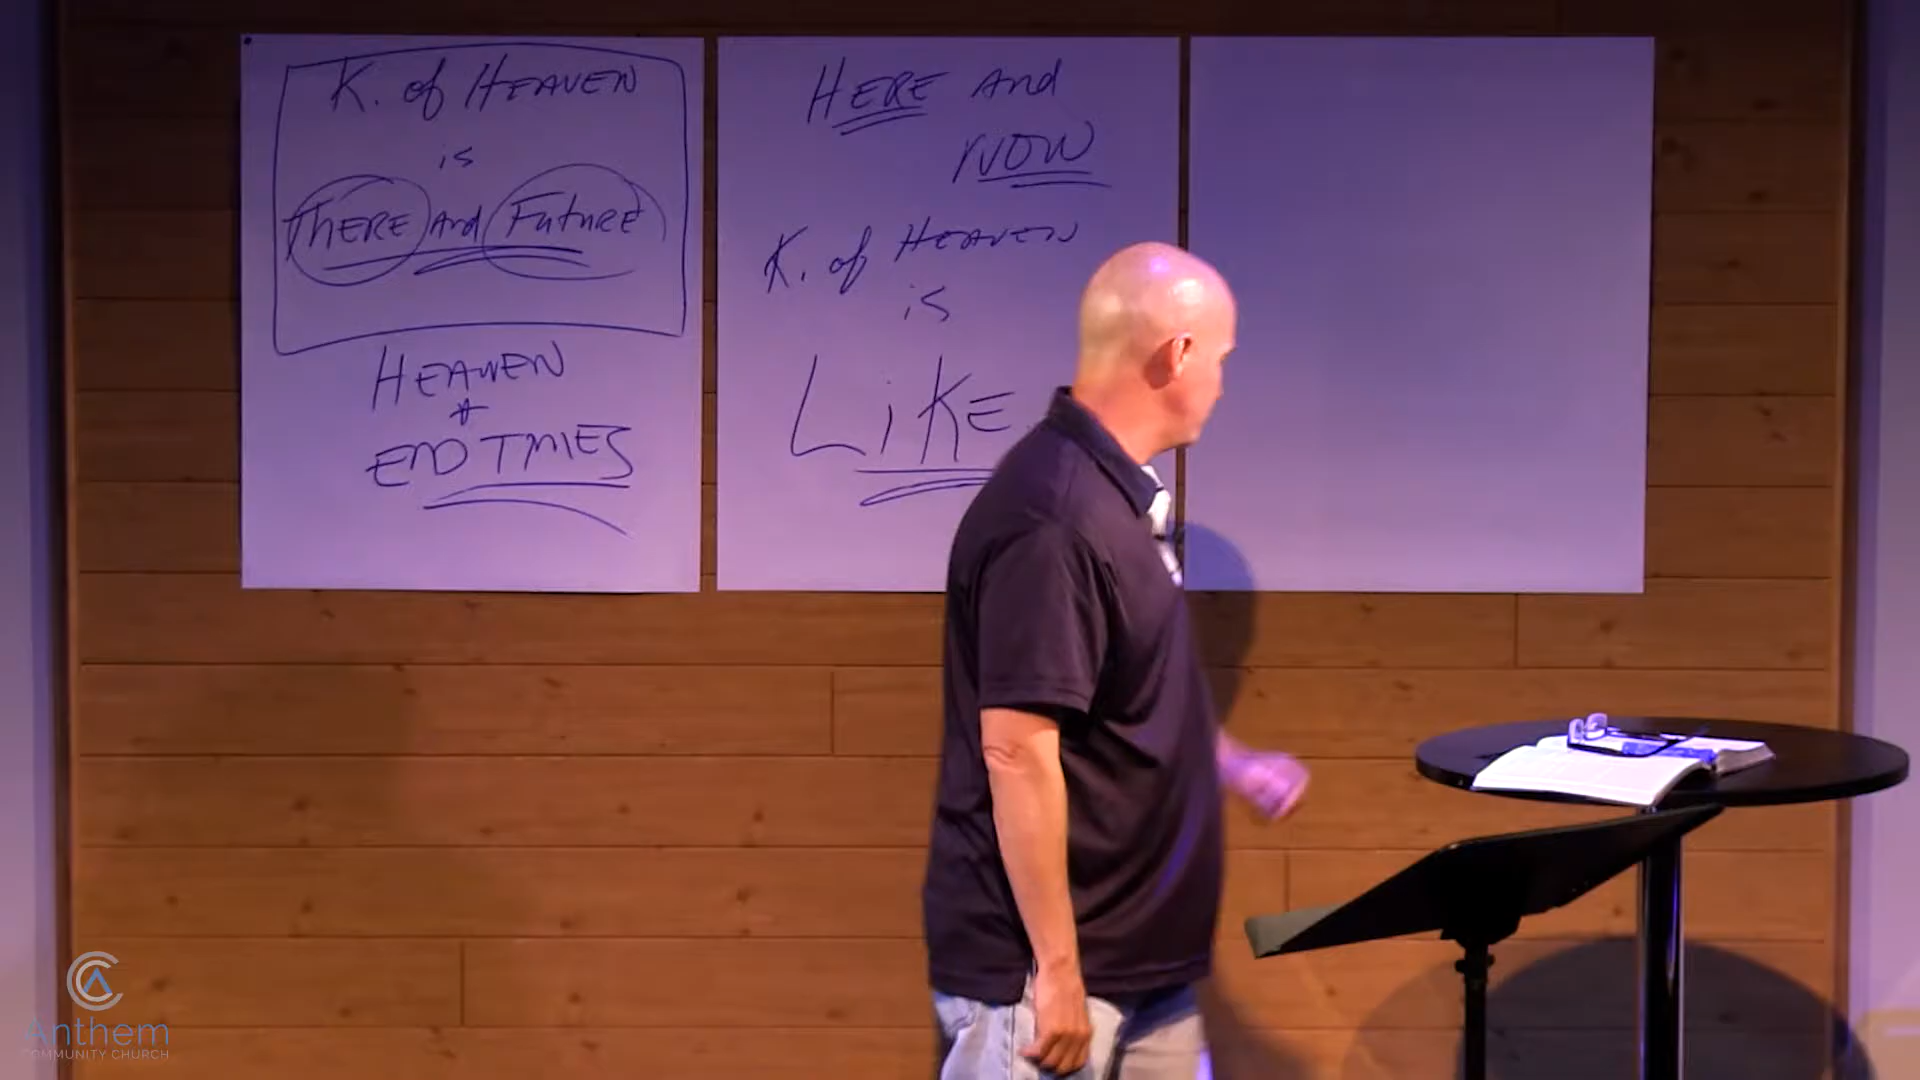 K. of HEAVEN
is
ThERE And FuturE
HEAVEN
+
END TIMES
HERE And
NOW
K. of HEAVEN
is
LiKE
Anthem
COMMUNITY CHURCH